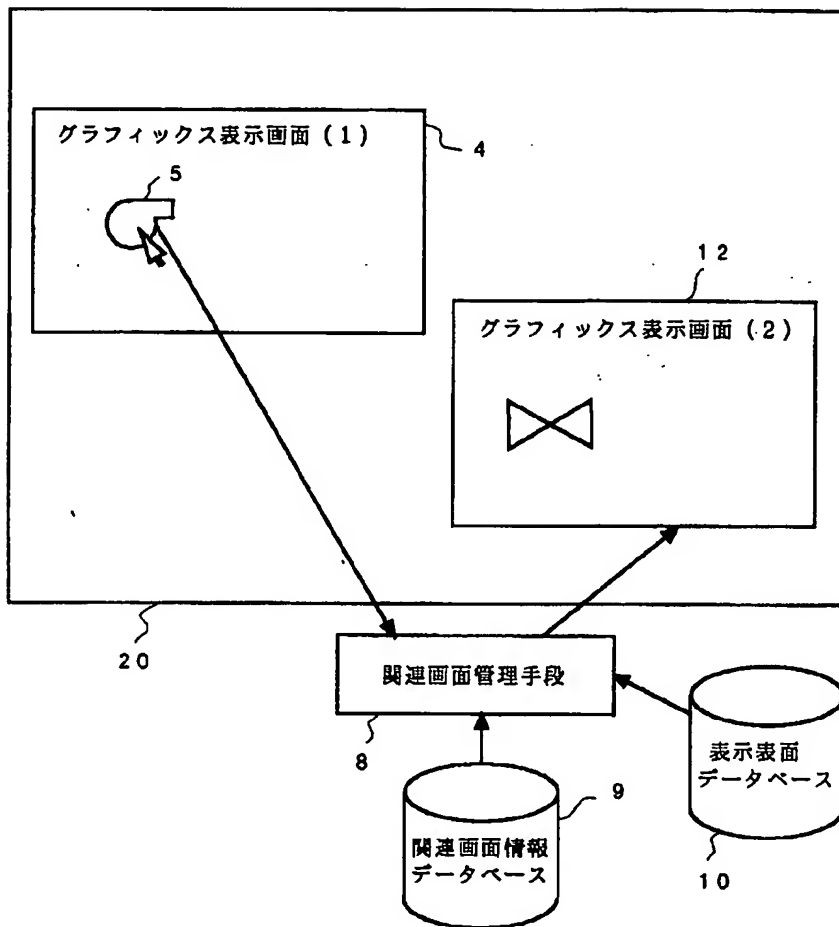 グラフィックス表示画面(1)
4
5
12
グラフィックス表示画面(2)
20
関連画面管理手段
8
表示表面
データベース
9
関連画面情報
データベース
10